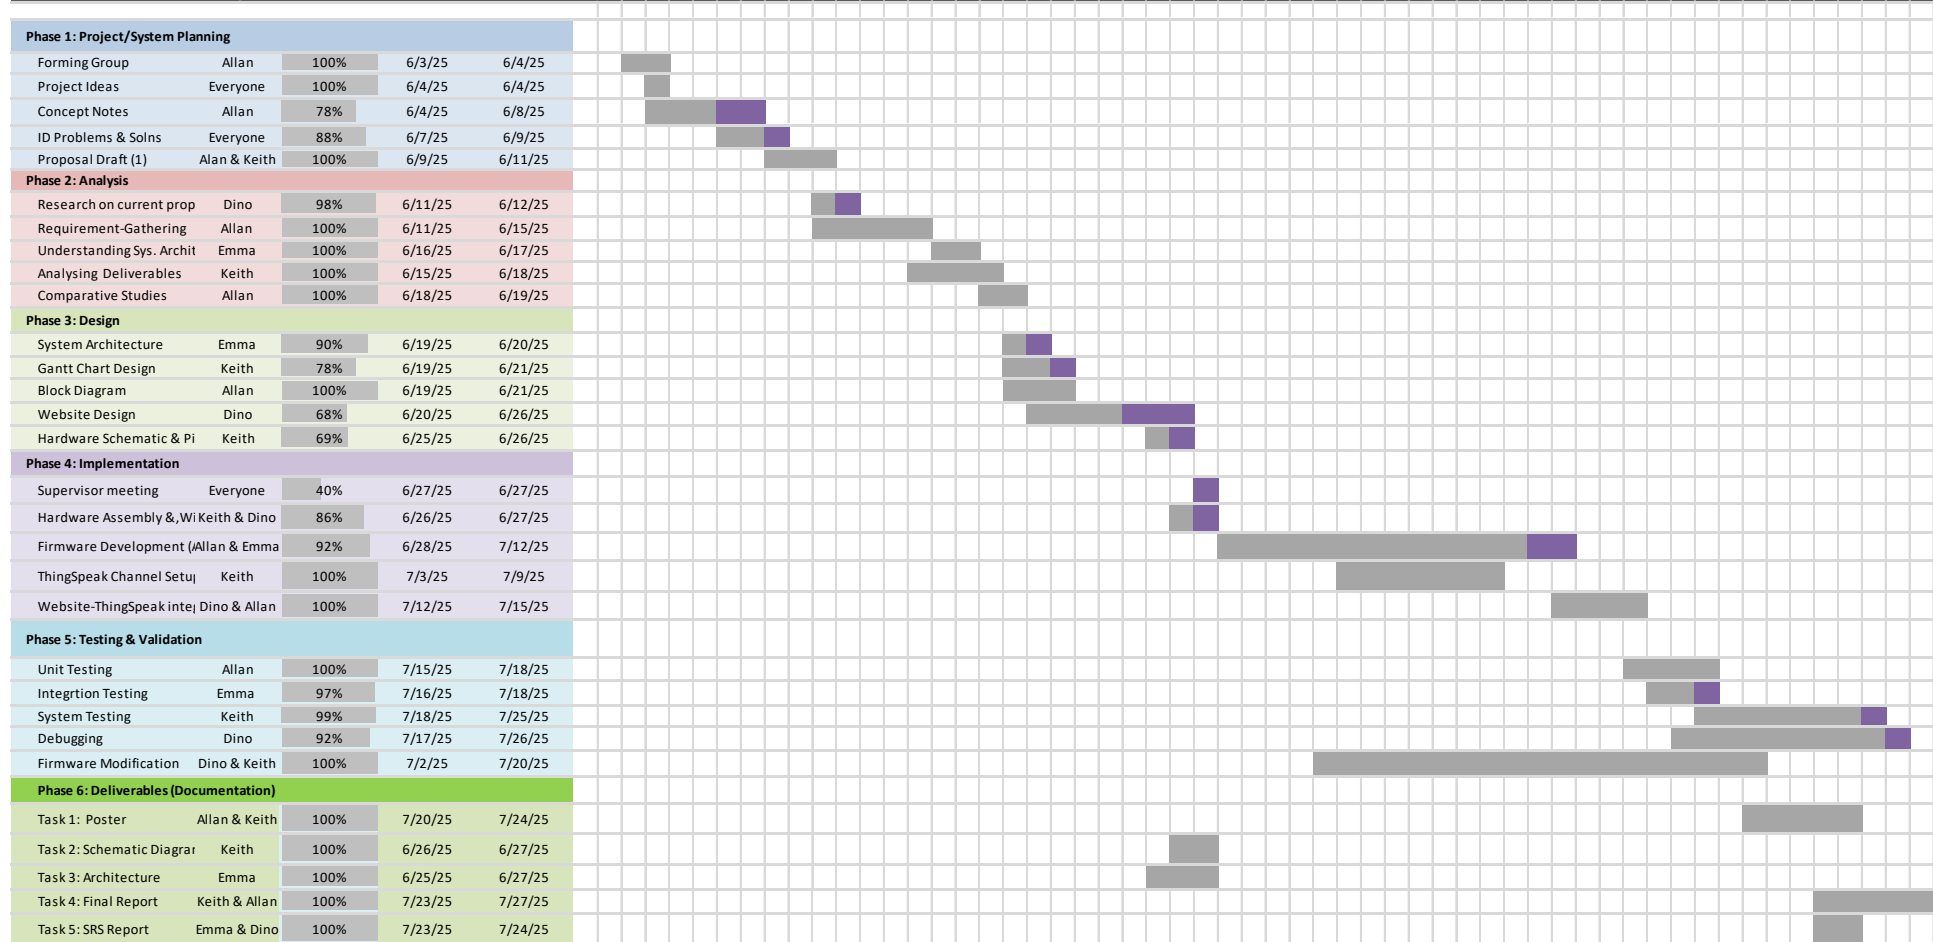 Phase 1: Project/System Planning
Forming Group Allan 100% 6/3/25 6/4/25
Project Ideas Everyone 100% 6/4/25 6/4/25
Concept Notes Allan 78% 6/4/25 6/8/25
ID Problems & Solns Everyone 88% 6/7/25 6/9/25
Proposal Draft (1) Alan & Keith 100% 6/9/25 6/11/25
Phase 2: Analysis
Research on current prop Dino 98% 6/11/25 6/12/25
Requirement-Gathering Allan 100% 6/11/25 6/15/25
Understanding Sys. Archit Emma 100% 6/16/25 6/17/25
Analysing Deliverables Keith 100% 6/15/25 6/18/25
Comparative Studies Allan 100% 6/18/25 6/19/25
Phase 3: Design
System Architecture Emma 90% 6/19/25 6/20/25
Gantt Chart Design Keith 78% 6/19/25 6/21/25
Block Diagram Allan 100% 6/19/25 6/21/25
Website Design Dino 68% 6/20/25 6/26/25
Hardware Schematic & Pi Keith 69% 6/25/25 6/26/25
Phase 4: Implementation
Supervisor meeting Everyone 40% 6/27/25 6/27/25
Hardware Assembly &,Wi Keith & Dino 86% 6/26/25 6/27/25
Firmware Development (Allan & Emma 92% 6/28/25 7/12/25
ThingSpeak Channel Setu Keith 100% 7/3/25 7/9/25
Website-ThingSpeak inte Dino & Allan 100% 7/12/25 7/15/25
Phase 5: Testing & Validation
Unit Testing Allan 100% 7/15/25 7/18/25
Integrtion Testing Emma 97% 7/16/25 7/18/25
System Testing Keith 99% 7/18/25 7/25/25
Debugging Dino 92% 7/17/25 7/26/25
Firmware Modification Dino & Keith 100% 7/2/25 7/20/25
Phase 6: Deliverables (Documentation)
Task 1: Poster Allan & Keith 100% 7/20/25 7/24/25
Task 2: Schematic Diagrar Keith 100% 6/26/25 6/27/25
Task 3: Architecture Emma 100% 6/25/25 6/27/25
Task 4: Final Report Keith & Allan 100% 7/23/25 7/27/25
Task 5: SRS Report Emma & Dino 100% 7/23/25 7/24/25